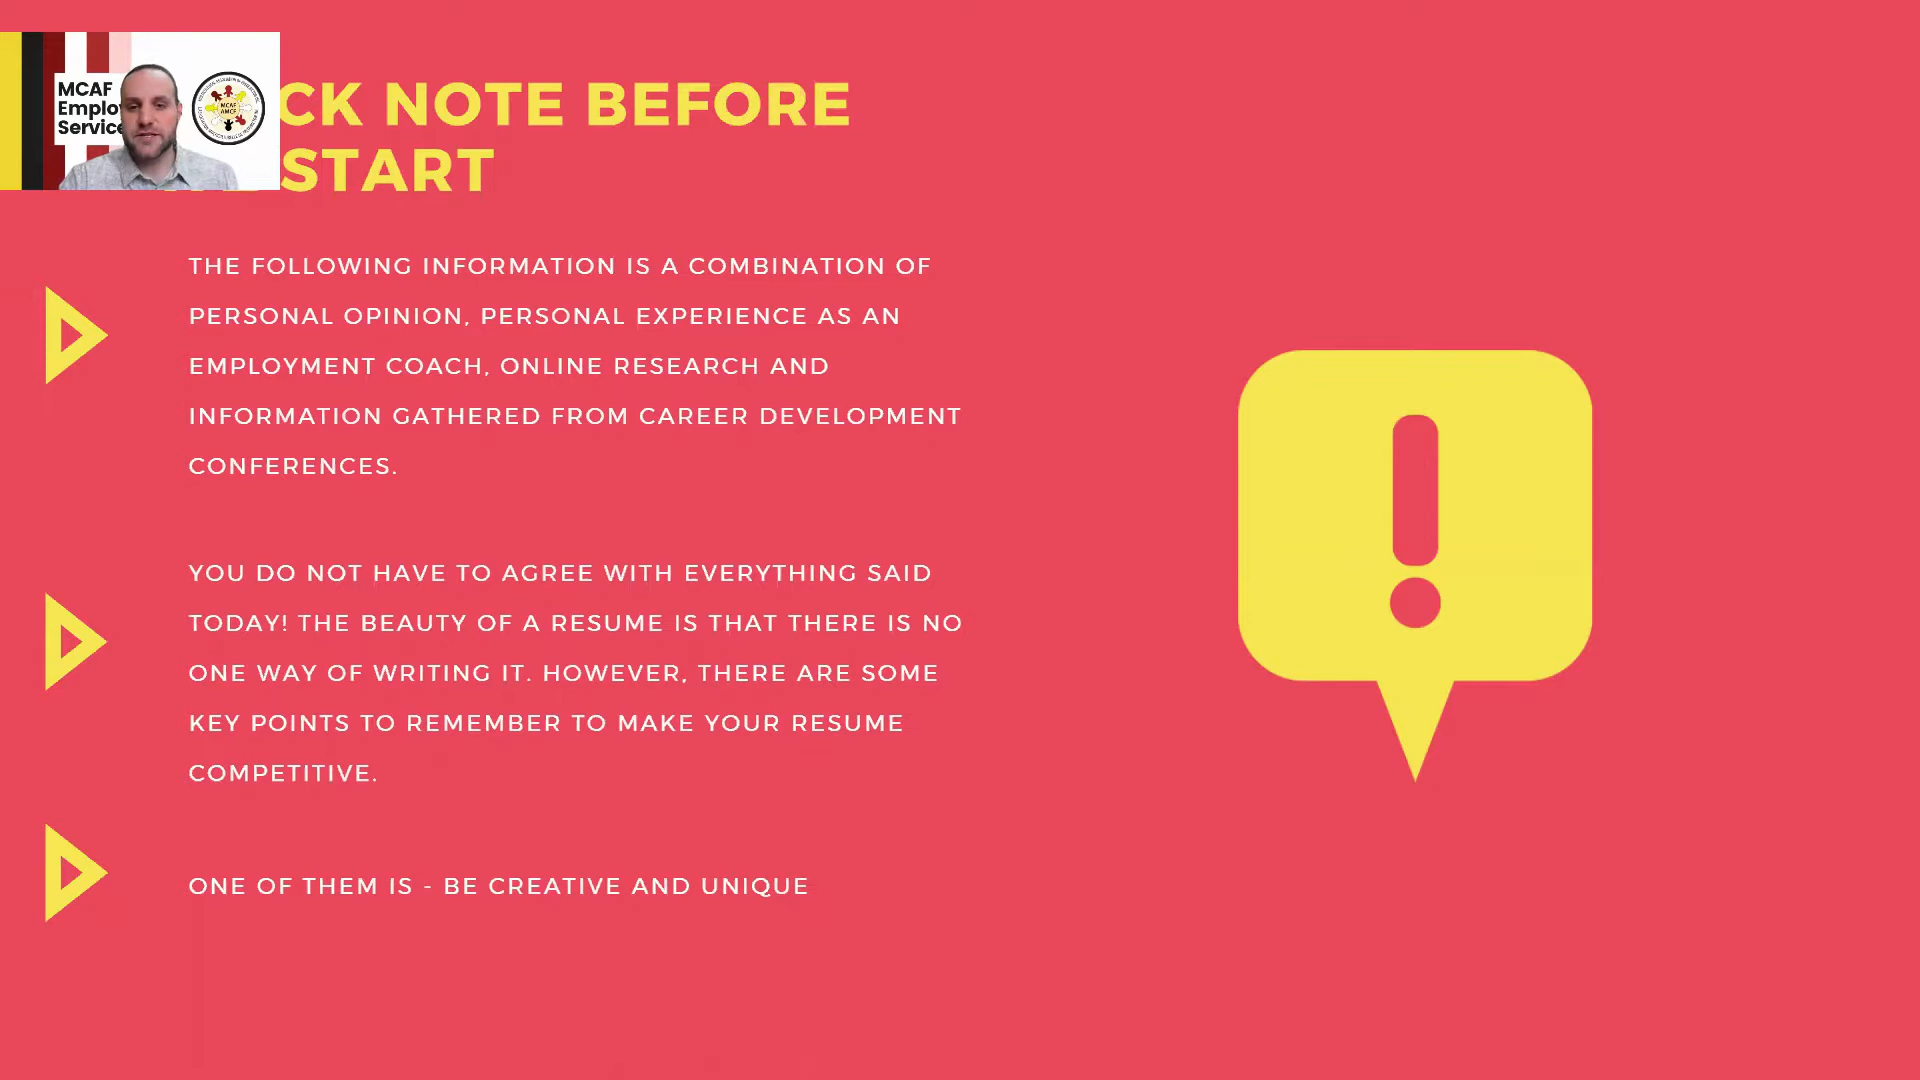 MCAF
Emplo
Service
MCAF
AMCF
CK NOTE BEFORE
START
THE FOLLOWING INFORMATION IS A COMBINATION OF
PERSONAL OPINION, PERSONAL EXPERIENCE AS AN
EMPLOYMENT COACH, ONLINE RESEARCH AND
INFORMATION GATHERED FROM CAREER DEVELOPMENT
CONFERENCES.
YOU DO NOT HAVE TO AGREE WITH EVERYTHING SAID
TODAY! THE BEAUTY OF A RESUME IS THAT THERE IS NO
ONE WAY OF WRITING IT. HOWEVER, THERE ARE SOME
KEY POINTS TO REMEMBER TO MAKE YOUR RESUME
COMPETITIVE.
ONE OF THEM IS - BE CREATIVE AND UNIQUE